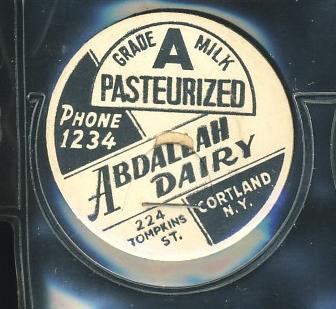 GRADE A MILK
PASTEURIZED
PHONE
1234
ABDALLAH
DAIRY
224
TOMPKINS
ST.
CORTLAND
N.Y.